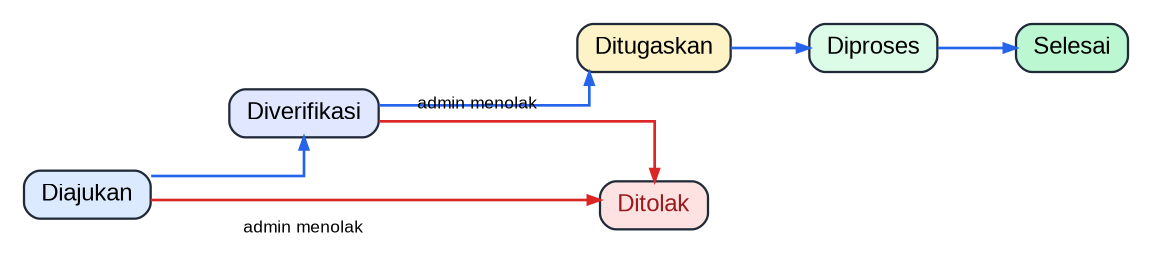 Ditugaskan
Diproses
Selesai
Diverifikasi
admin menolak
Diajukan
Ditolak
admin menolak